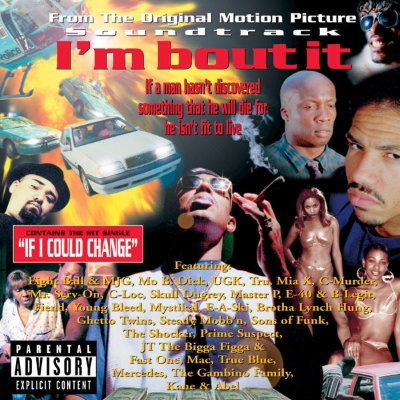 From The Original Motion Picture
Soundtrack
I'm bout it
If a man hasn't discovered
something that he will die for,
he isn't fit to live
CONTAINS THE HIT SINGLE
"IF I COULD CHANGE"
Featuring:
Eight Ball & MJG, Mo B. Dick, UGK, Tru, Mia X, C-Murder,
Mr. Serv-On, C-Loc, Skull Dugrey, Master P, E-40 & B-Legit,
Fiend, Young Bleed, Mystikal, E-A-Ski, Brotha Lynch Hung,
Ghetto Twins, Steady Mobb'n, Sons of Funk,
The Shocker, Prime Suspect,
JT The Bigga Figga &
Fast One, Mac, True Blue,
Mercedes, The Gambino Family,
Kane & Abel
PARENTAL
ADVISORY
EXPLICIT CONTENT